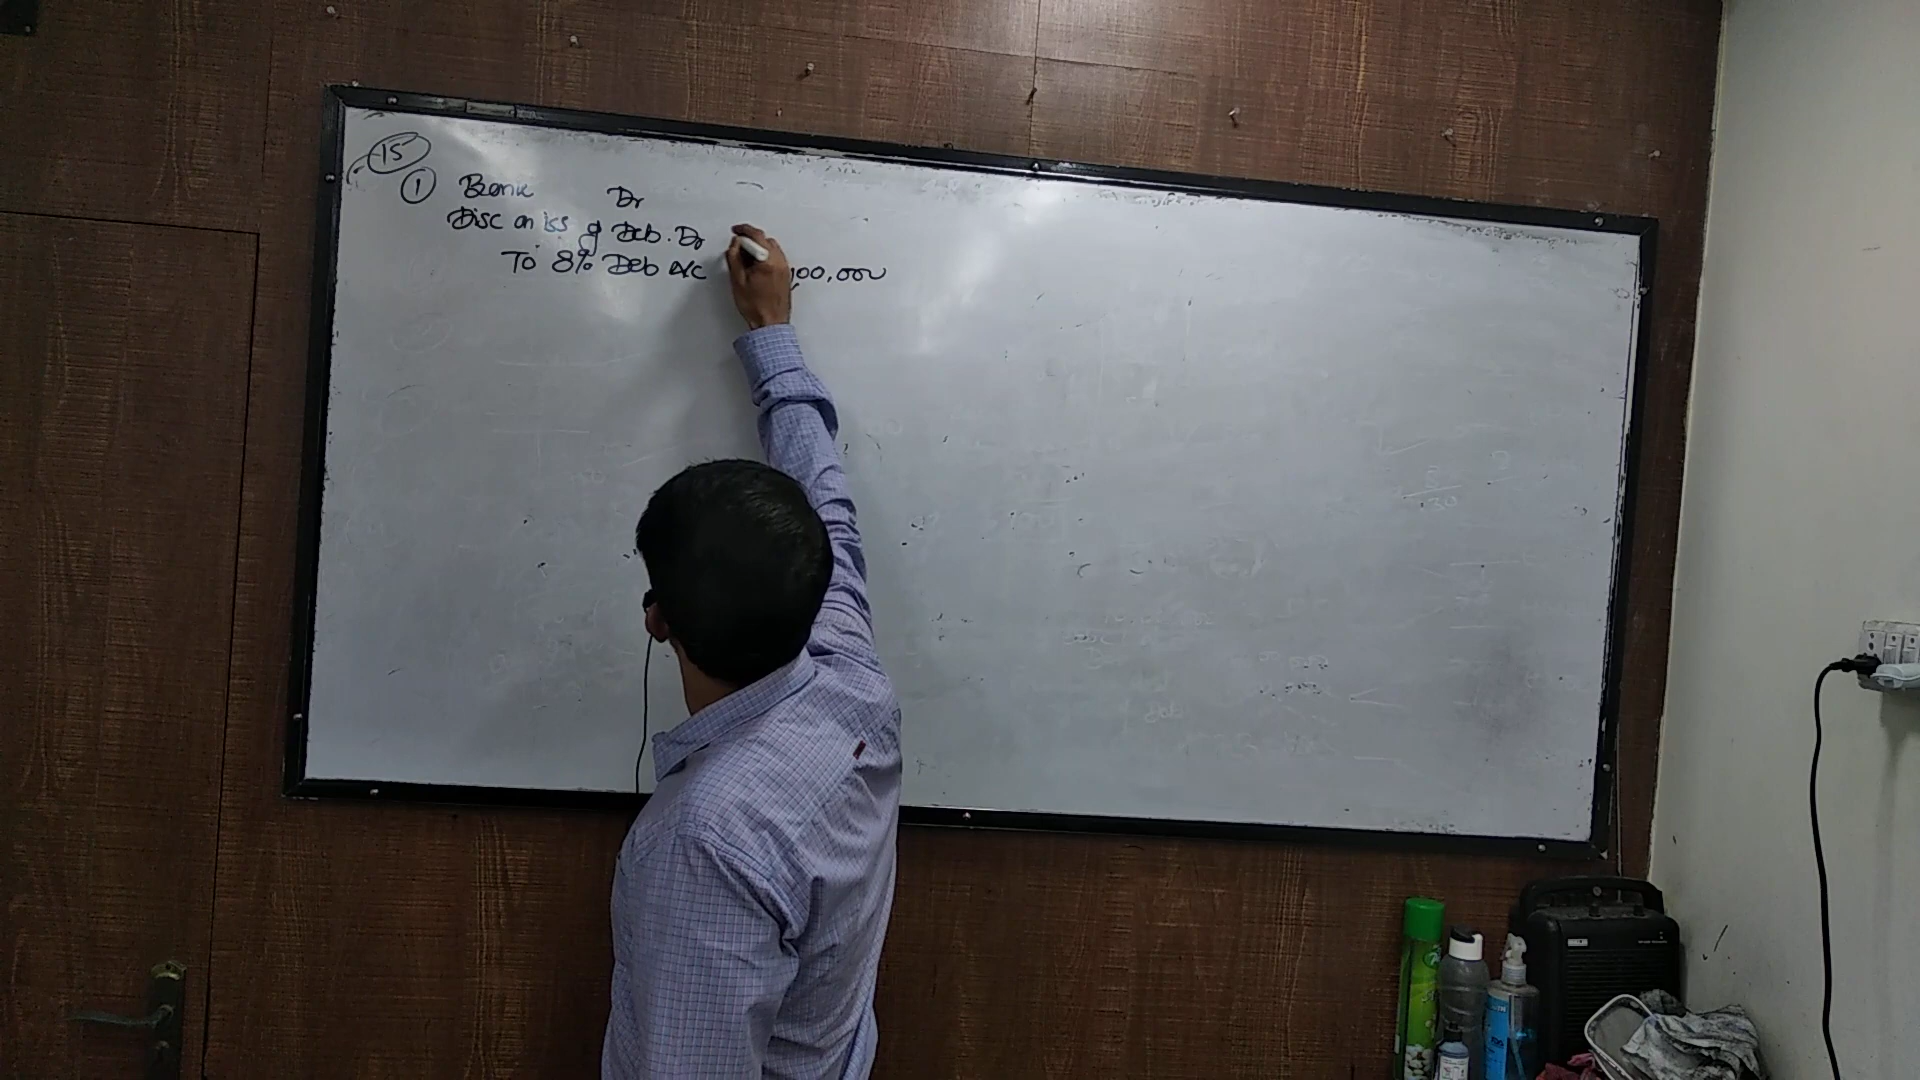 15
① Bank Dr
Disc on iss of Deb. Dr
To 8% Deb A/c 00,000